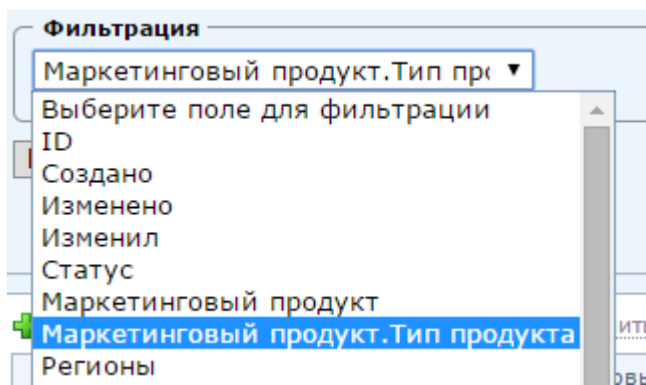 Фильтрация
Маркетинговый продукт.Тип про
Выберите поле для фильтрации
ID
Создано
Изменено
Изменил
Статус
Маркетинговый продукт
Маркетинговый продукт.Тип продукта
Регионы